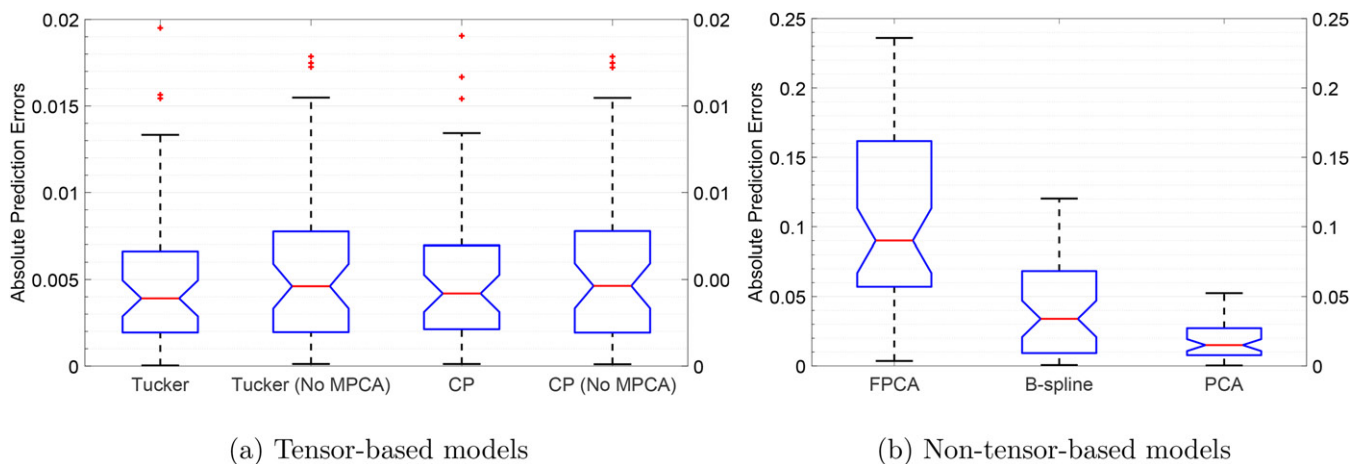 0.02
0.015
0.01
0.005
0
Absolute Prediction Errors
Tucker
Tucker (No MPCA)
CP
CP (No MPCA)
0.02
0.01
0.01
0.00
0
(a) Tensor-based models
0.25
0.2
0.15
0.1
0.05
0
Absolute Prediction Errors
FPCA
B-spline
PCA
0.25
0.2
0.15
0.1
0.05
0
(b) Non-tensor-based models